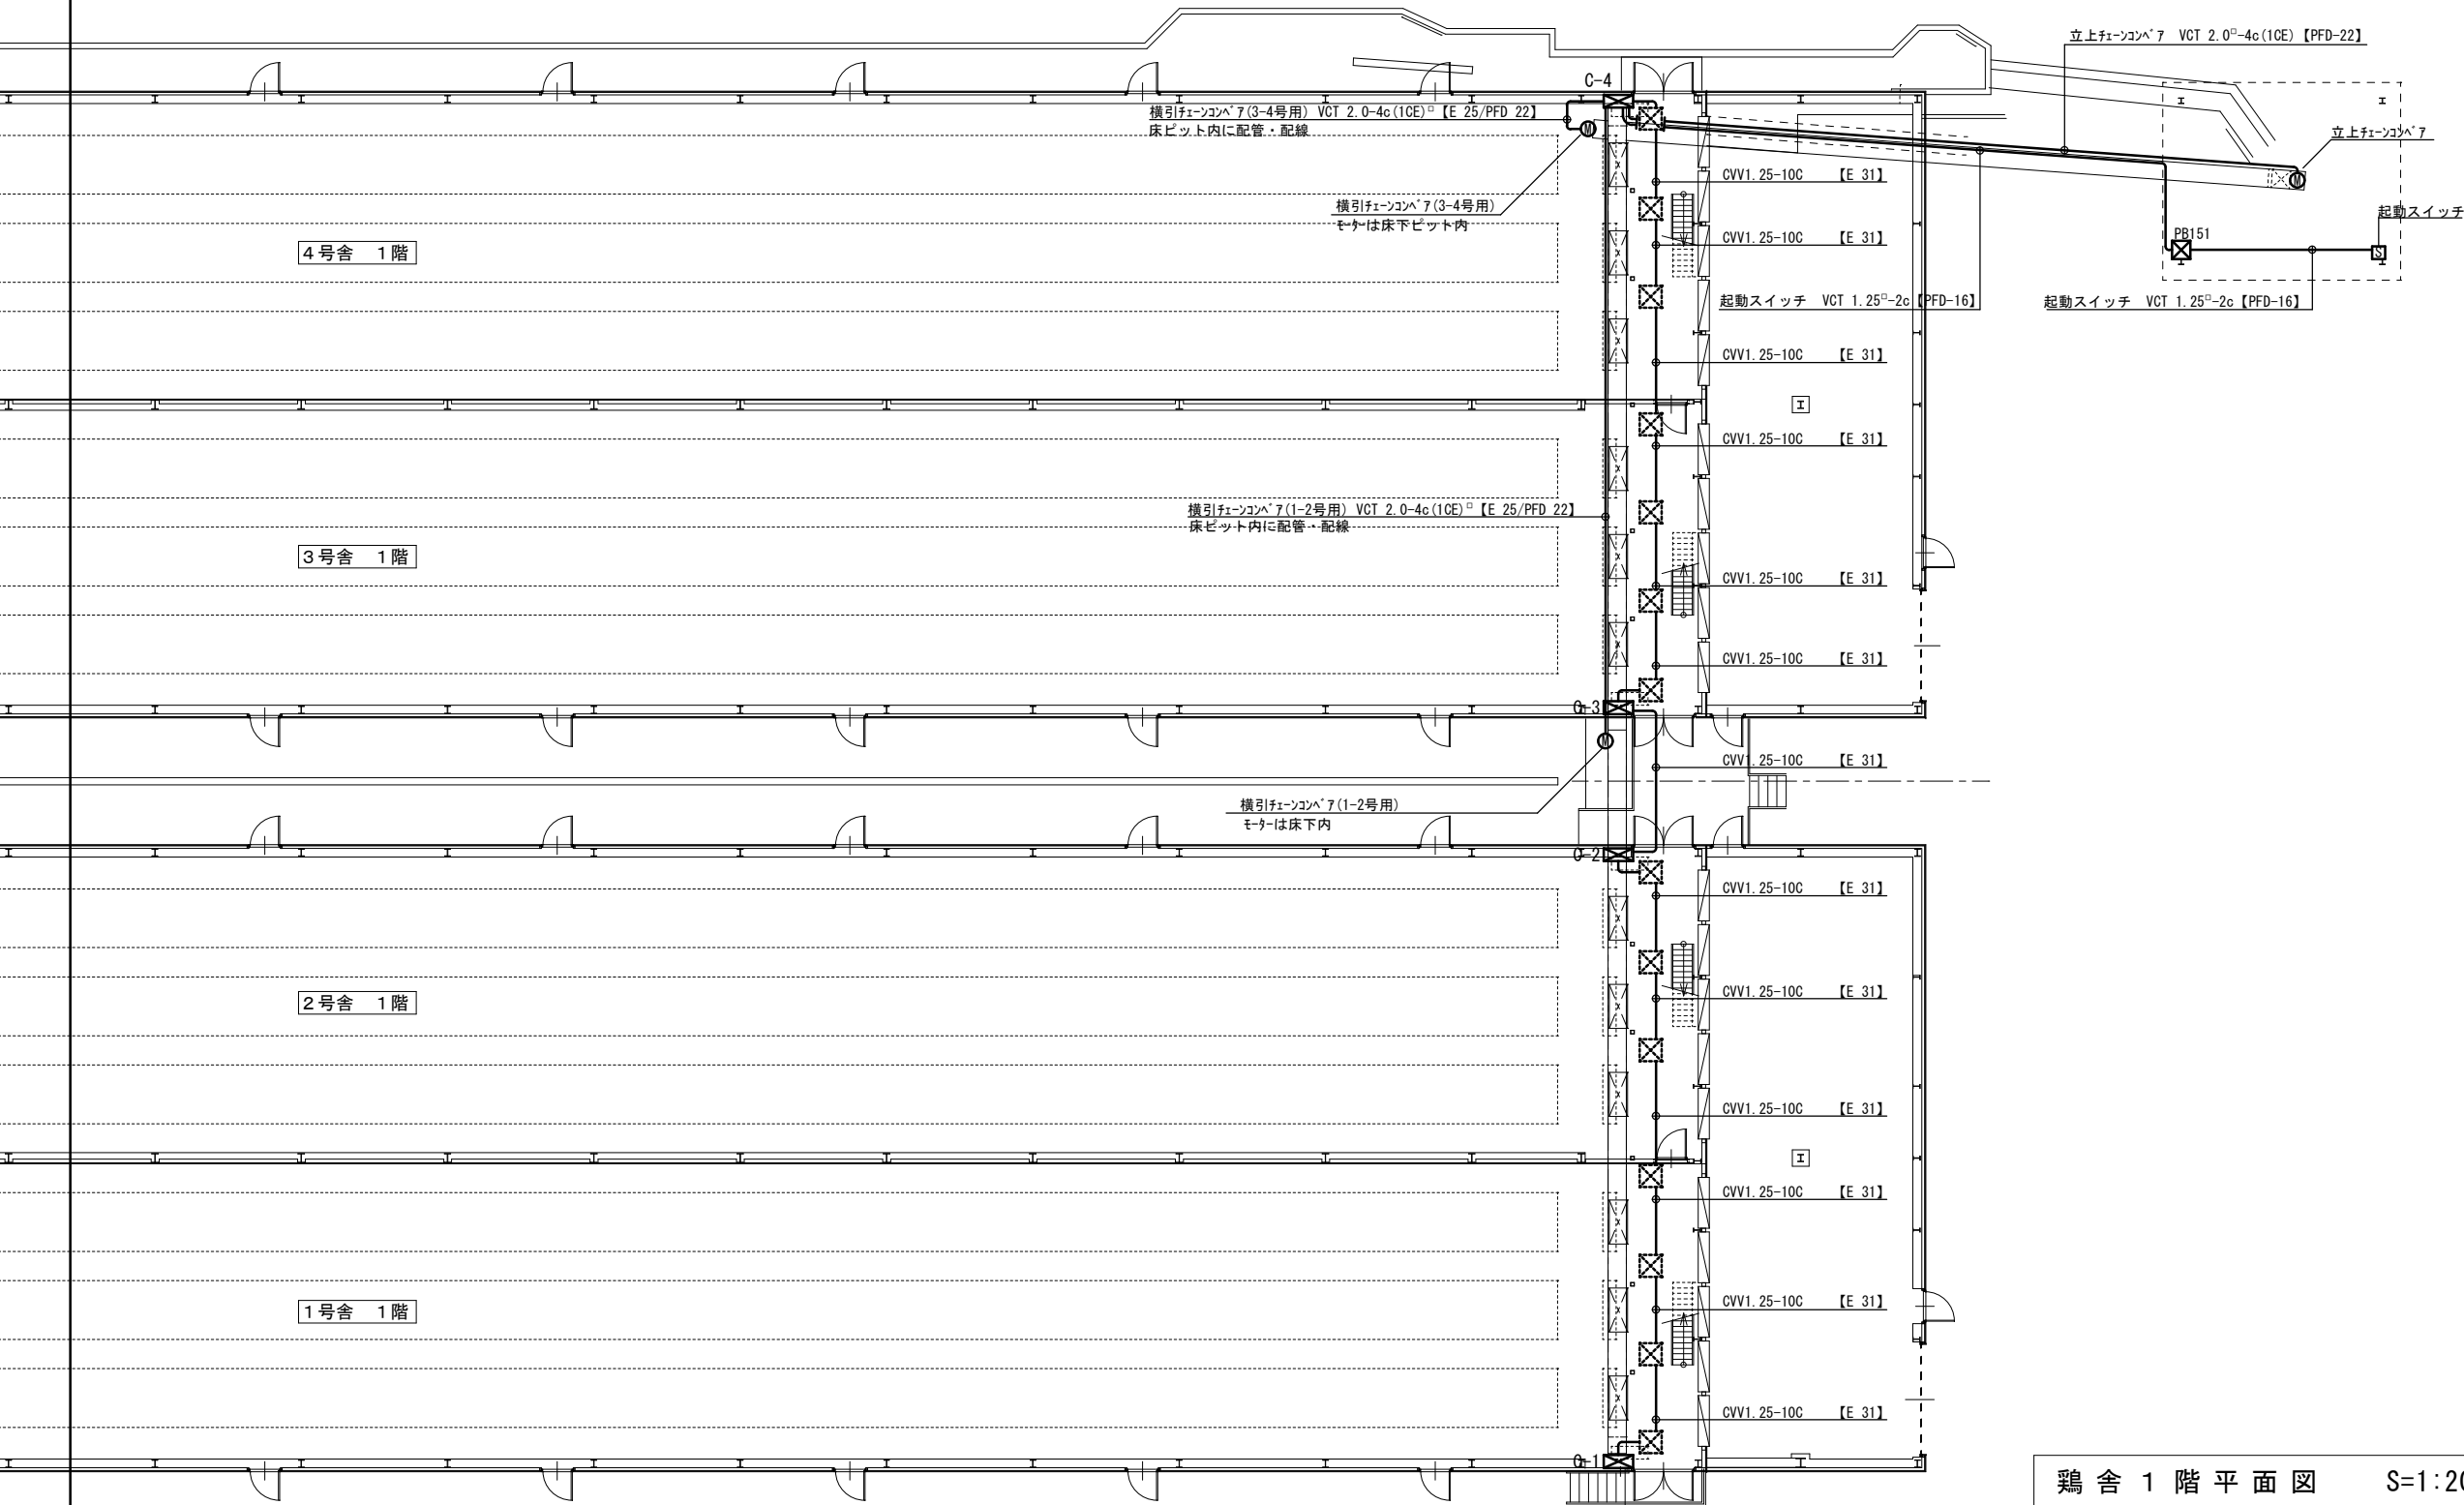 立上ﾁｪｰﾝｺﾝﾍﾞｱ VCT 2.0□-4c(1CE)【PFD-22】
C-4
横引ﾁｪｰﾝｺﾝﾍﾞｱ(3-4号用) VCT 2.0-4c(1CE)□【E 25/PFD 22】
床ピット内に配管・配線
M
立上ﾁｪｰﾝｺﾝﾍﾞｱ
CVV1.25-10C 【E 31】
M
横引ﾁｪｰﾝｺﾝﾍﾞｱ(3-4号用)
ﾓｰﾀｰは床下ピット内
起動スイッチ
PB151
CVV1.25-10C 【E 31】
4号舎 1階
S
起動スイッチ VCT 1.25□-2c【PFD-16】
起動スイッチ VCT 1.25□-2c【PFD-16】
CVV1.25-10C 【E 31】
CVV1.25-10C 【E 31】
横引ﾁｪｰﾝｺﾝﾍﾞｱ(1-2号用) VCT 2.0-4c(1CE)□【E 25/PFD 22】
床ピット内に配管・配線
3号舎 1階
CVV1.25-10C 【E 31】
CVV1.25-10C 【E 31】
C-3
M
CVV1.25-10C 【E 31】
横引ﾁｪｰﾝｺﾝﾍﾞｱ(1-2号用)
ﾓｰﾀｰは床下内
C-2
CVV1.25-10C 【E 31】
CVV1.25-10C 【E 31】
2号舎 1階
CVV1.25-10C 【E 31】
CVV1.25-10C 【E 31】
CVV1.25-10C 【E 31】
1号舎 1階
CVV1.25-10C 【E 31】
C-1
鶏舎1階平面図 S=1:20